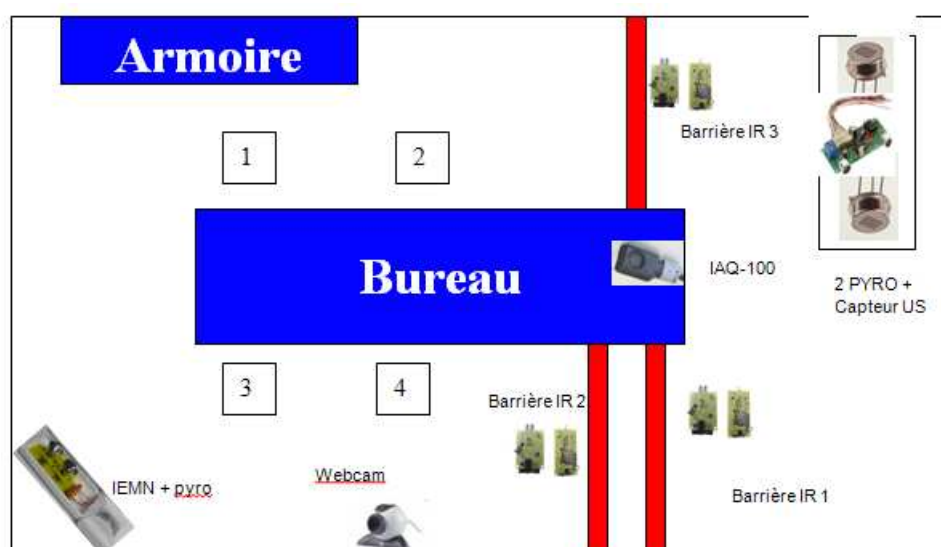 Armoire
Barrière IR 3
1
2
Bureau
IAQ-100
2 PYRO +
Capteur US
3
4
Barrière IR 2
IEMN + pyro
Webcam
Barrière IR 1